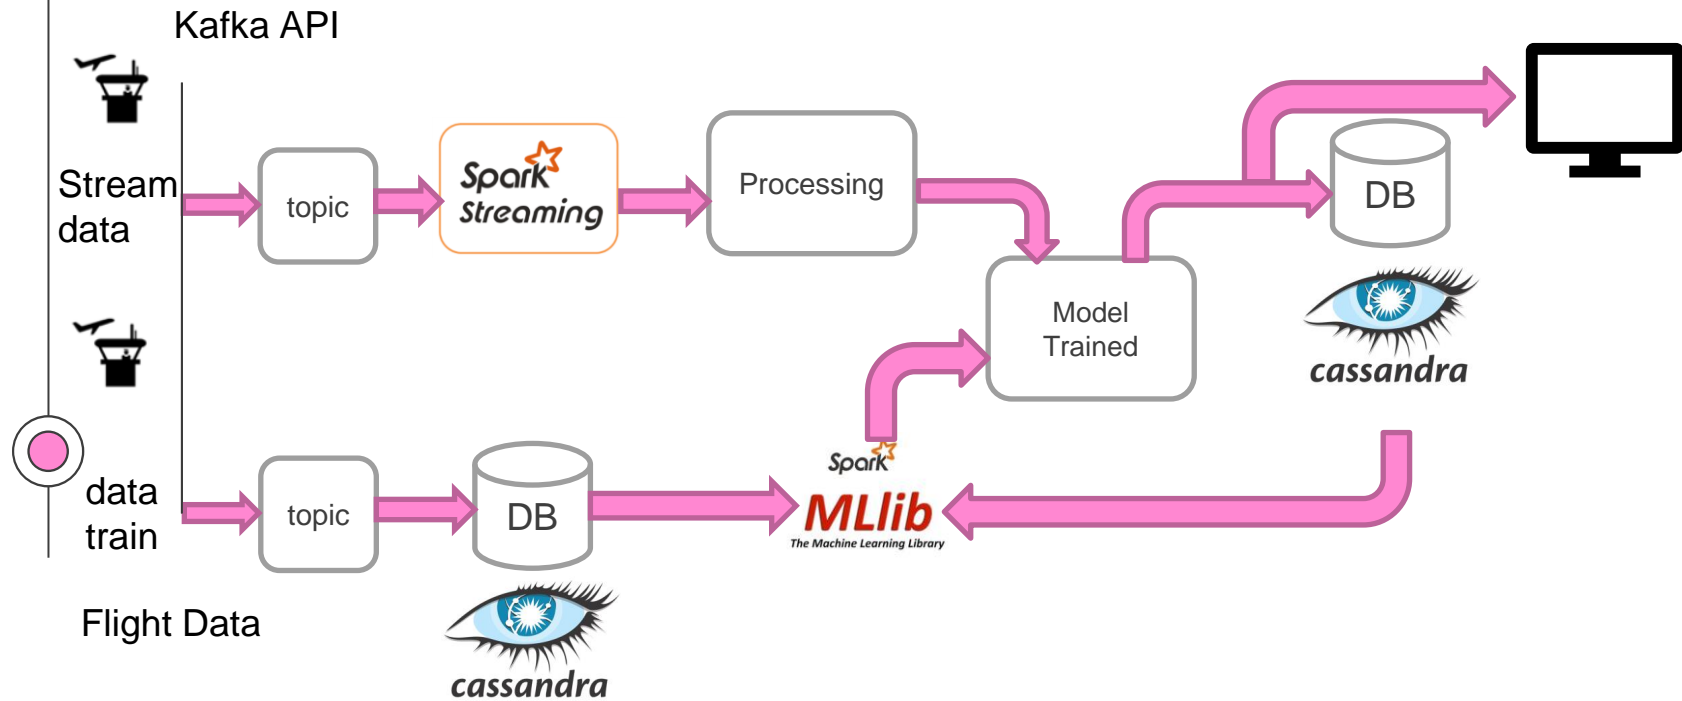 Kafka API
Stream
data
topic
Spark
Streaming
Processing
DB
Model
Trained
cassandra
data
train
topic
DB
Spark
MLlib
The Machine Learning Library
Flight Data
cassandra